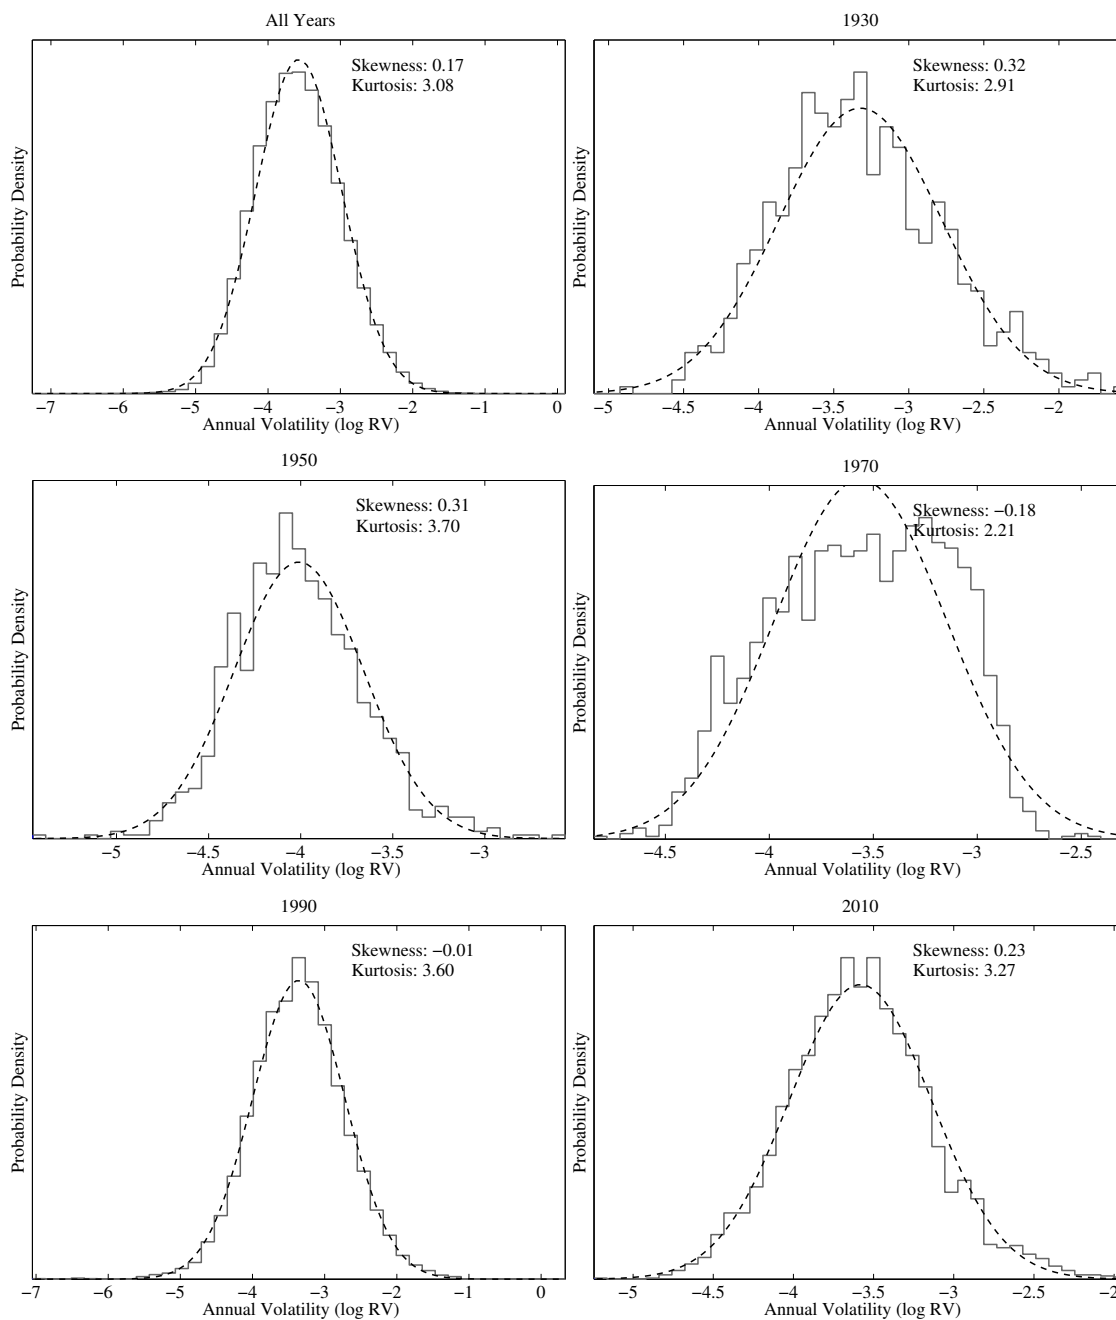 All Years
Skewness: 0.17
Kurtosis: 3.08
Probability Density
−7 −6 −5 −4 −3 −2 −1 0
Annual Volatility (log RV)
1930
Skewness: 0.32
Kurtosis: 2.91
Probability Density
−5 −4.5 −4 −3.5 −3 −2.5 −2
Annual Volatility (log RV)
1950
Skewness: 0.31
Kurtosis: 3.70
Probability Density
−5 −4.5 −4 −3.5 −3
Annual Volatility (log RV)
1970
Skewness: −0.18
Kurtosis: 2.21
Probability Density
−4.5 −4 −3.5 −3 −2.5
Annual Volatility (log RV)
1990
Skewness: −0.01
Kurtosis: 3.60
Probability Density
−7 −6 −5 −4 −3 −2 −1 0
Annual Volatility (log RV)
2010
Skewness: 0.23
Kurtosis: 3.27
Probability Density
−5 −4.5 −4 −3.5 −3 −2.5 −2
Annual Volatility (log RV)